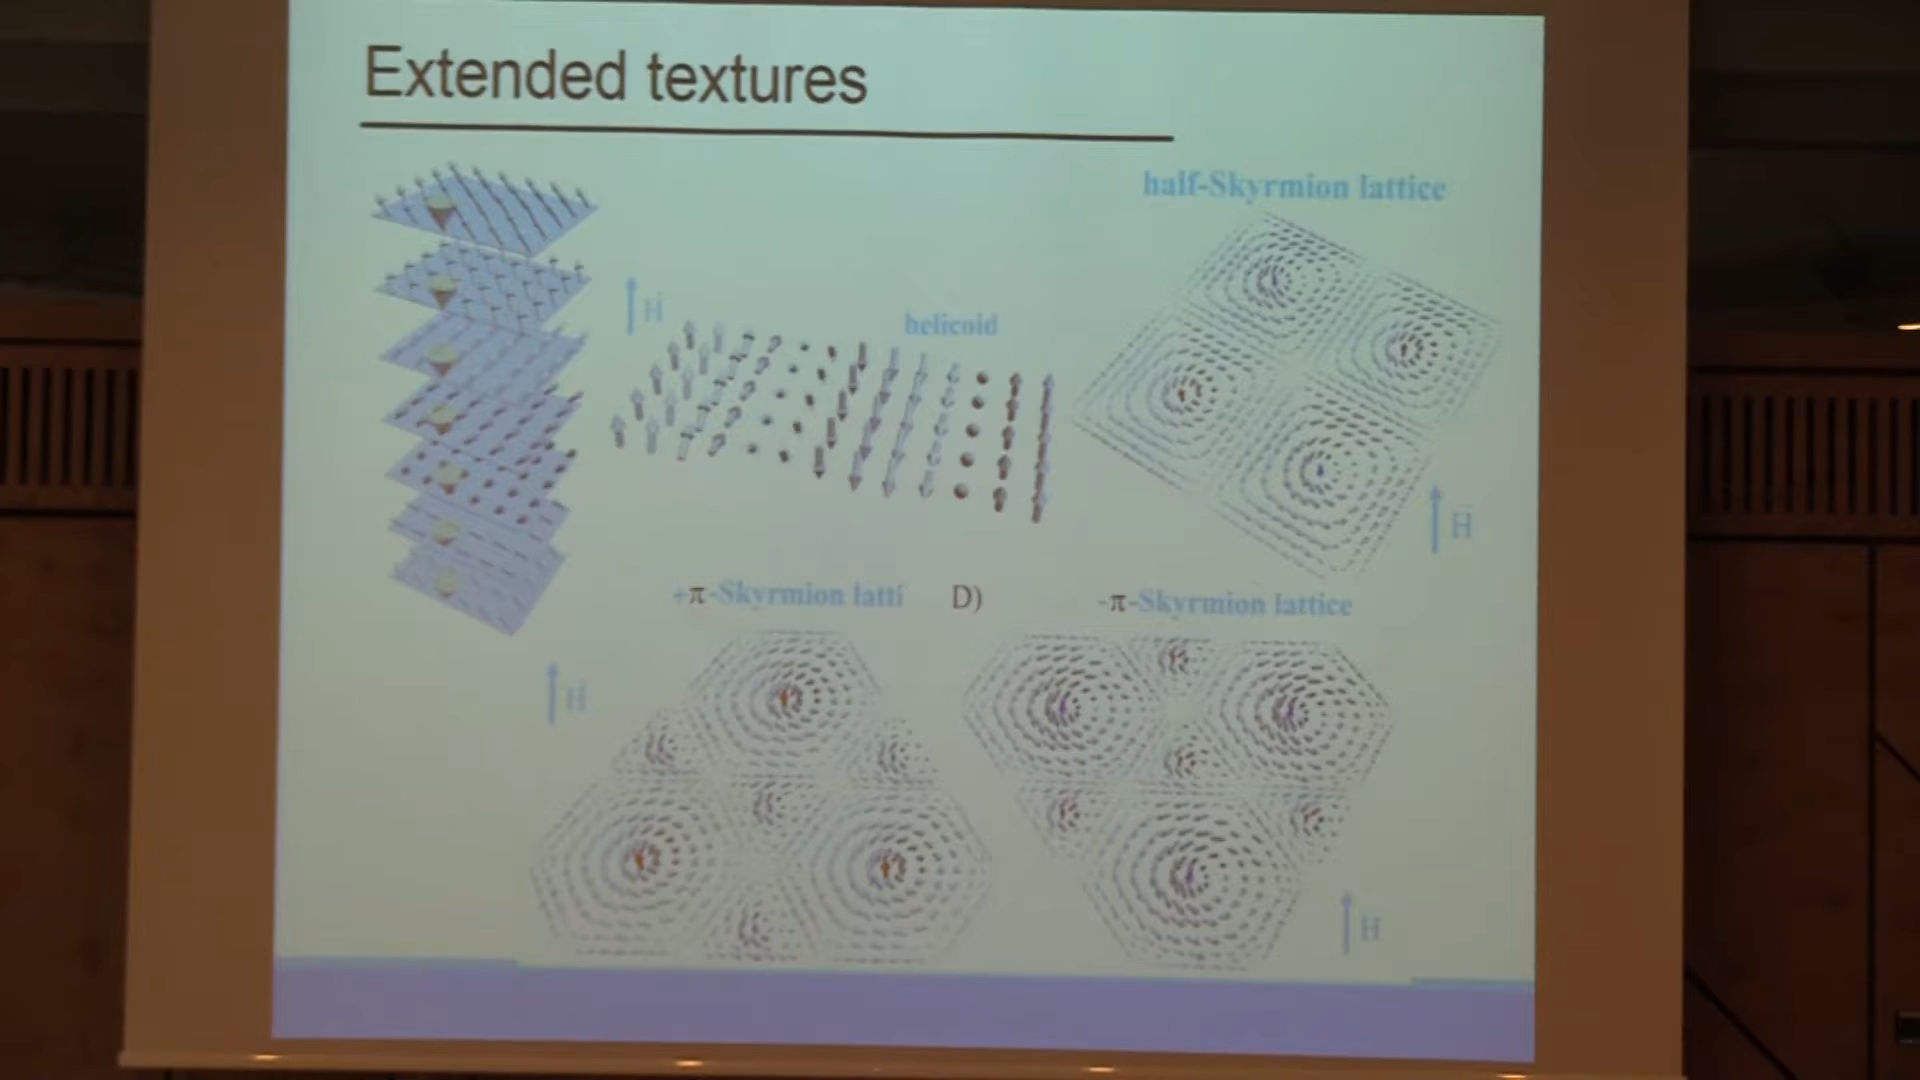 Extended textures
half-Skyrmion lattice
H
helicoid
H
+π-Skyrmion latti
D)
-π-Skyrmion lattice
H
H